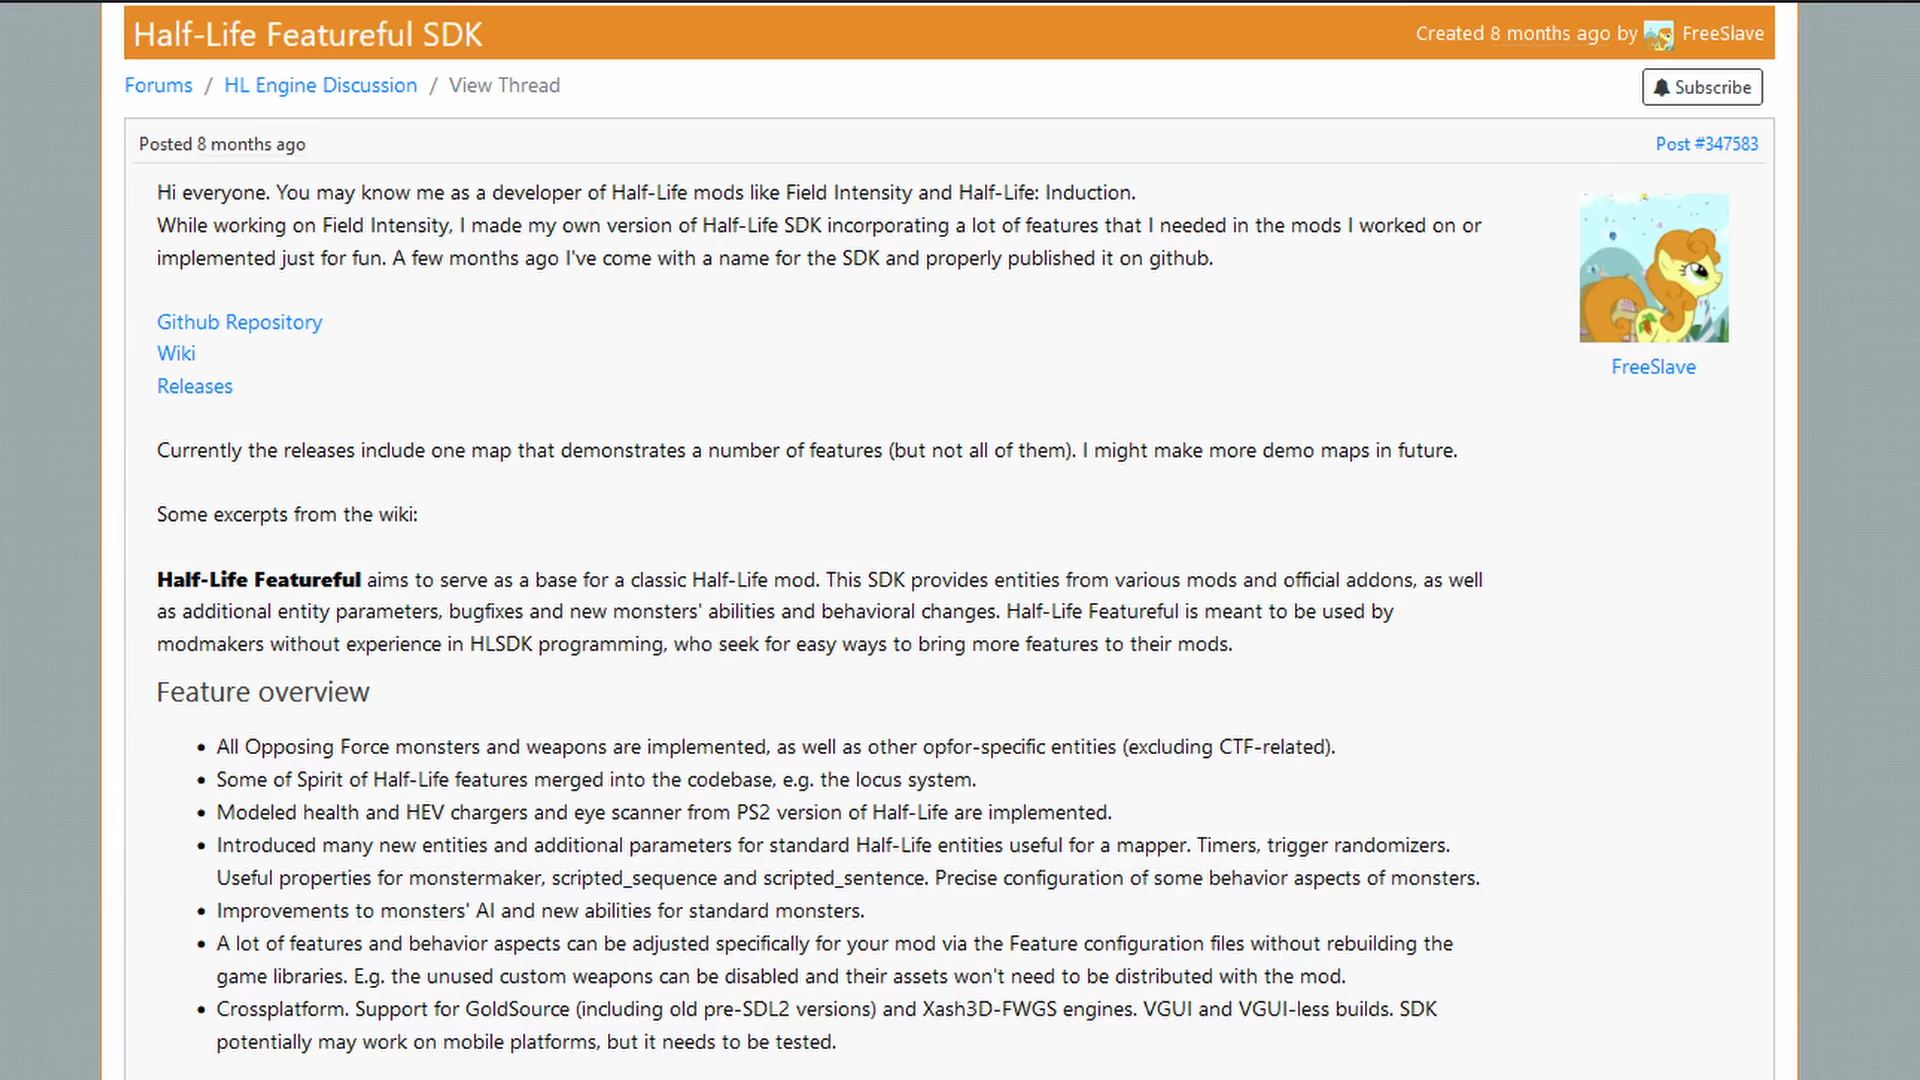 Half-Life Featureful SDK
Created 8 months ago by FreeSlave
Forums / HL Engine Discussion / View Thread
Subscribe
Posted 8 months ago
Post #347583
Hi everyone. You may know me as a developer of Half-Life mods like Field Intensity and Half-Life: Induction.
While working on Field Intensity, I made my own version of Half-Life SDK incorporating a lot of features that I needed in the mods I worked on or
implemented just for fun. A few months ago I've come with a name for the SDK and properly published it on github.
FreeSlave
Github Repository
Wiki
Releases
Currently the releases include one map that demonstrates a number of features (but not all of them). I might make more demo maps in future.
Some excerpts from the wiki:
Half-Life Featureful aims to serve as a base for a classic Half-Life mod. This SDK provides entities from various mods and official addons, as well
as additional entity parameters, bugfixes and new monsters' abilities and behavioral changes. Half-Life Featureful is meant to be used by
modmakers without experience in HLSDK programming, who seek for easy ways to bring more features to their mods.
Feature overview
• All Opposing Force monsters and weapons are implemented, as well as other opfor-specific entities (excluding CTF-related).
• Some of Spirit of Half-Life features merged into the codebase, e.g. the locus system.
• Modeled health and HEV chargers and eye scanner from PS2 version of Half-Life are implemented.
• Introduced many new entities and additional parameters for standard Half-Life entities useful for a mapper. Timers, trigger randomizers.
Useful properties for monstermaker, scripted_sequence and scripted_sentence. Precise configuration of some behavior aspects of monsters.
• Improvements to monsters' AI and new abilities for standard monsters.
• A lot of features and behavior aspects can be adjusted specifically for your mod via the Feature configuration files without rebuilding the
game libraries. E.g. the unused custom weapons can be disabled and their assets won't need to be distributed with the mod.
• Crossplatform. Support for GoldSource (including old pre-SDL2 versions) and Xash3D-FWGS engines. VGUI and VGUI-less builds. SDK
potentially may work on mobile platforms, but it needs to be tested.